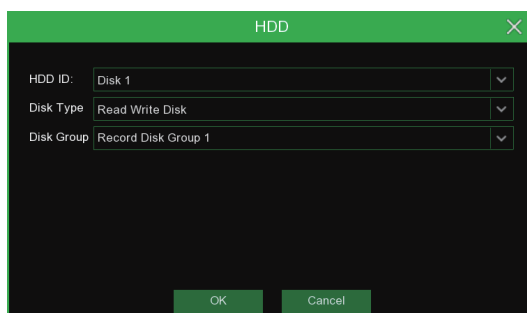 HDD
HDD ID: Disk 1
Disk Type Read Write Disk
Disk Group Record Disk Group 1
OK Cancel